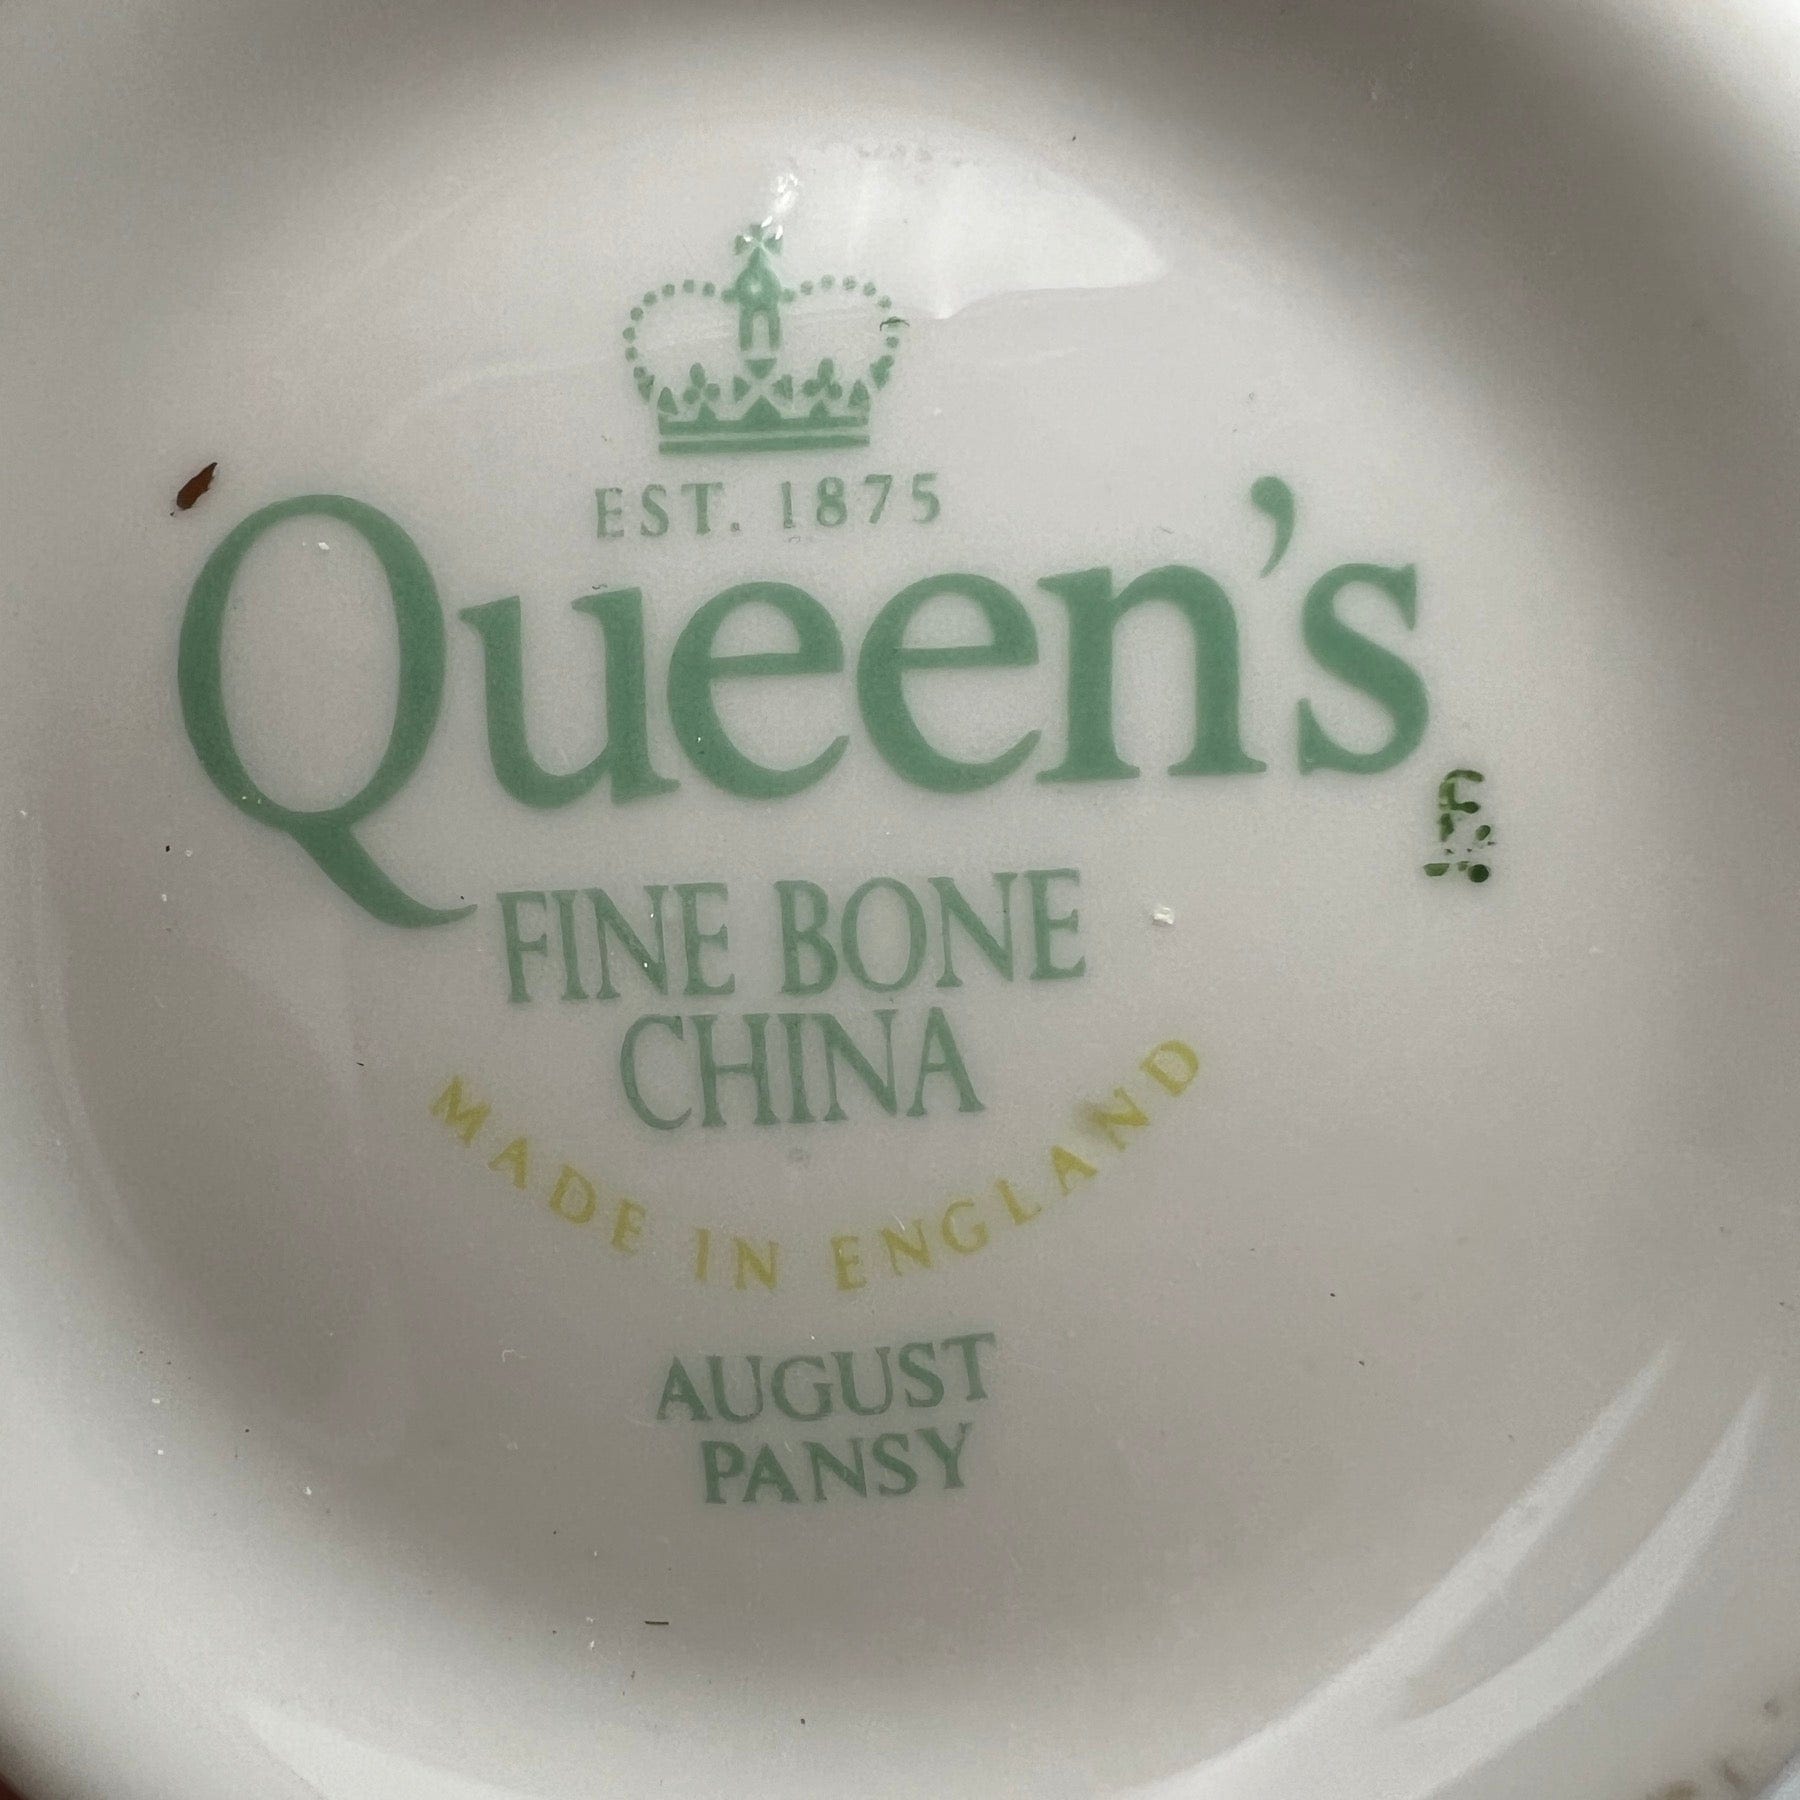 EST. 1875
Queen's
FINE BONE
CHINA
MADE IN ENGLAND
AUGUST
PANSY